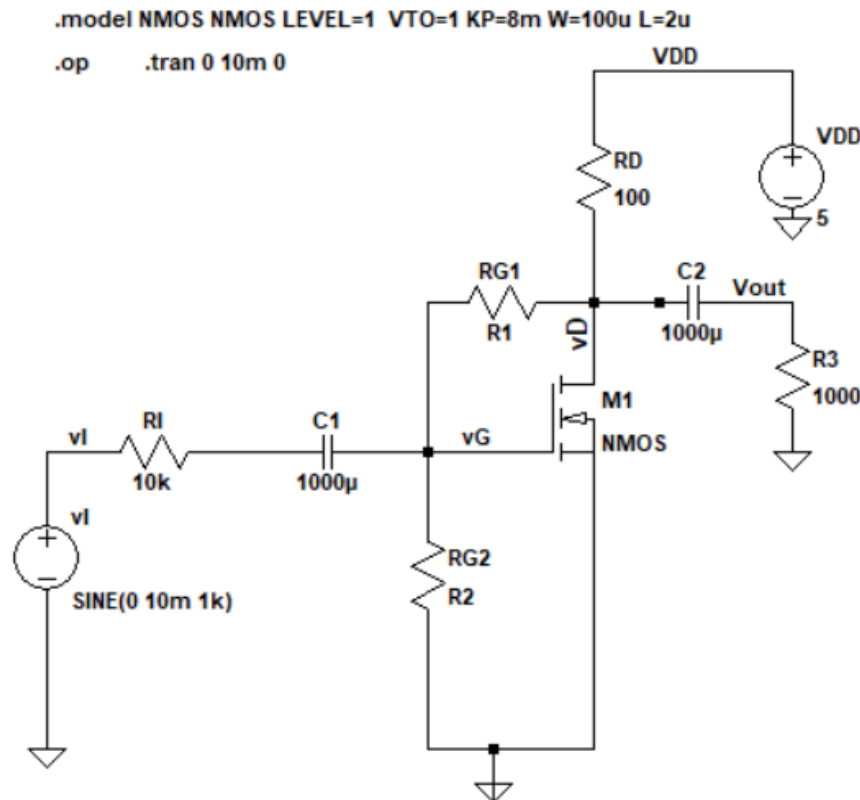 .model NMOS NMOS LEVEL=1 VTO=1 KP=8m W=100u L=2u
.op .tran 0 10m 0
VDD
VDD
5
RD
100
RG1
R1
C2
1000µ
Vout
vD
R3
1000
M1
NMOS
vI
RI
10k
C1
1000µ
vG
vI
SINE(0 10m 1k)
RG2
R2